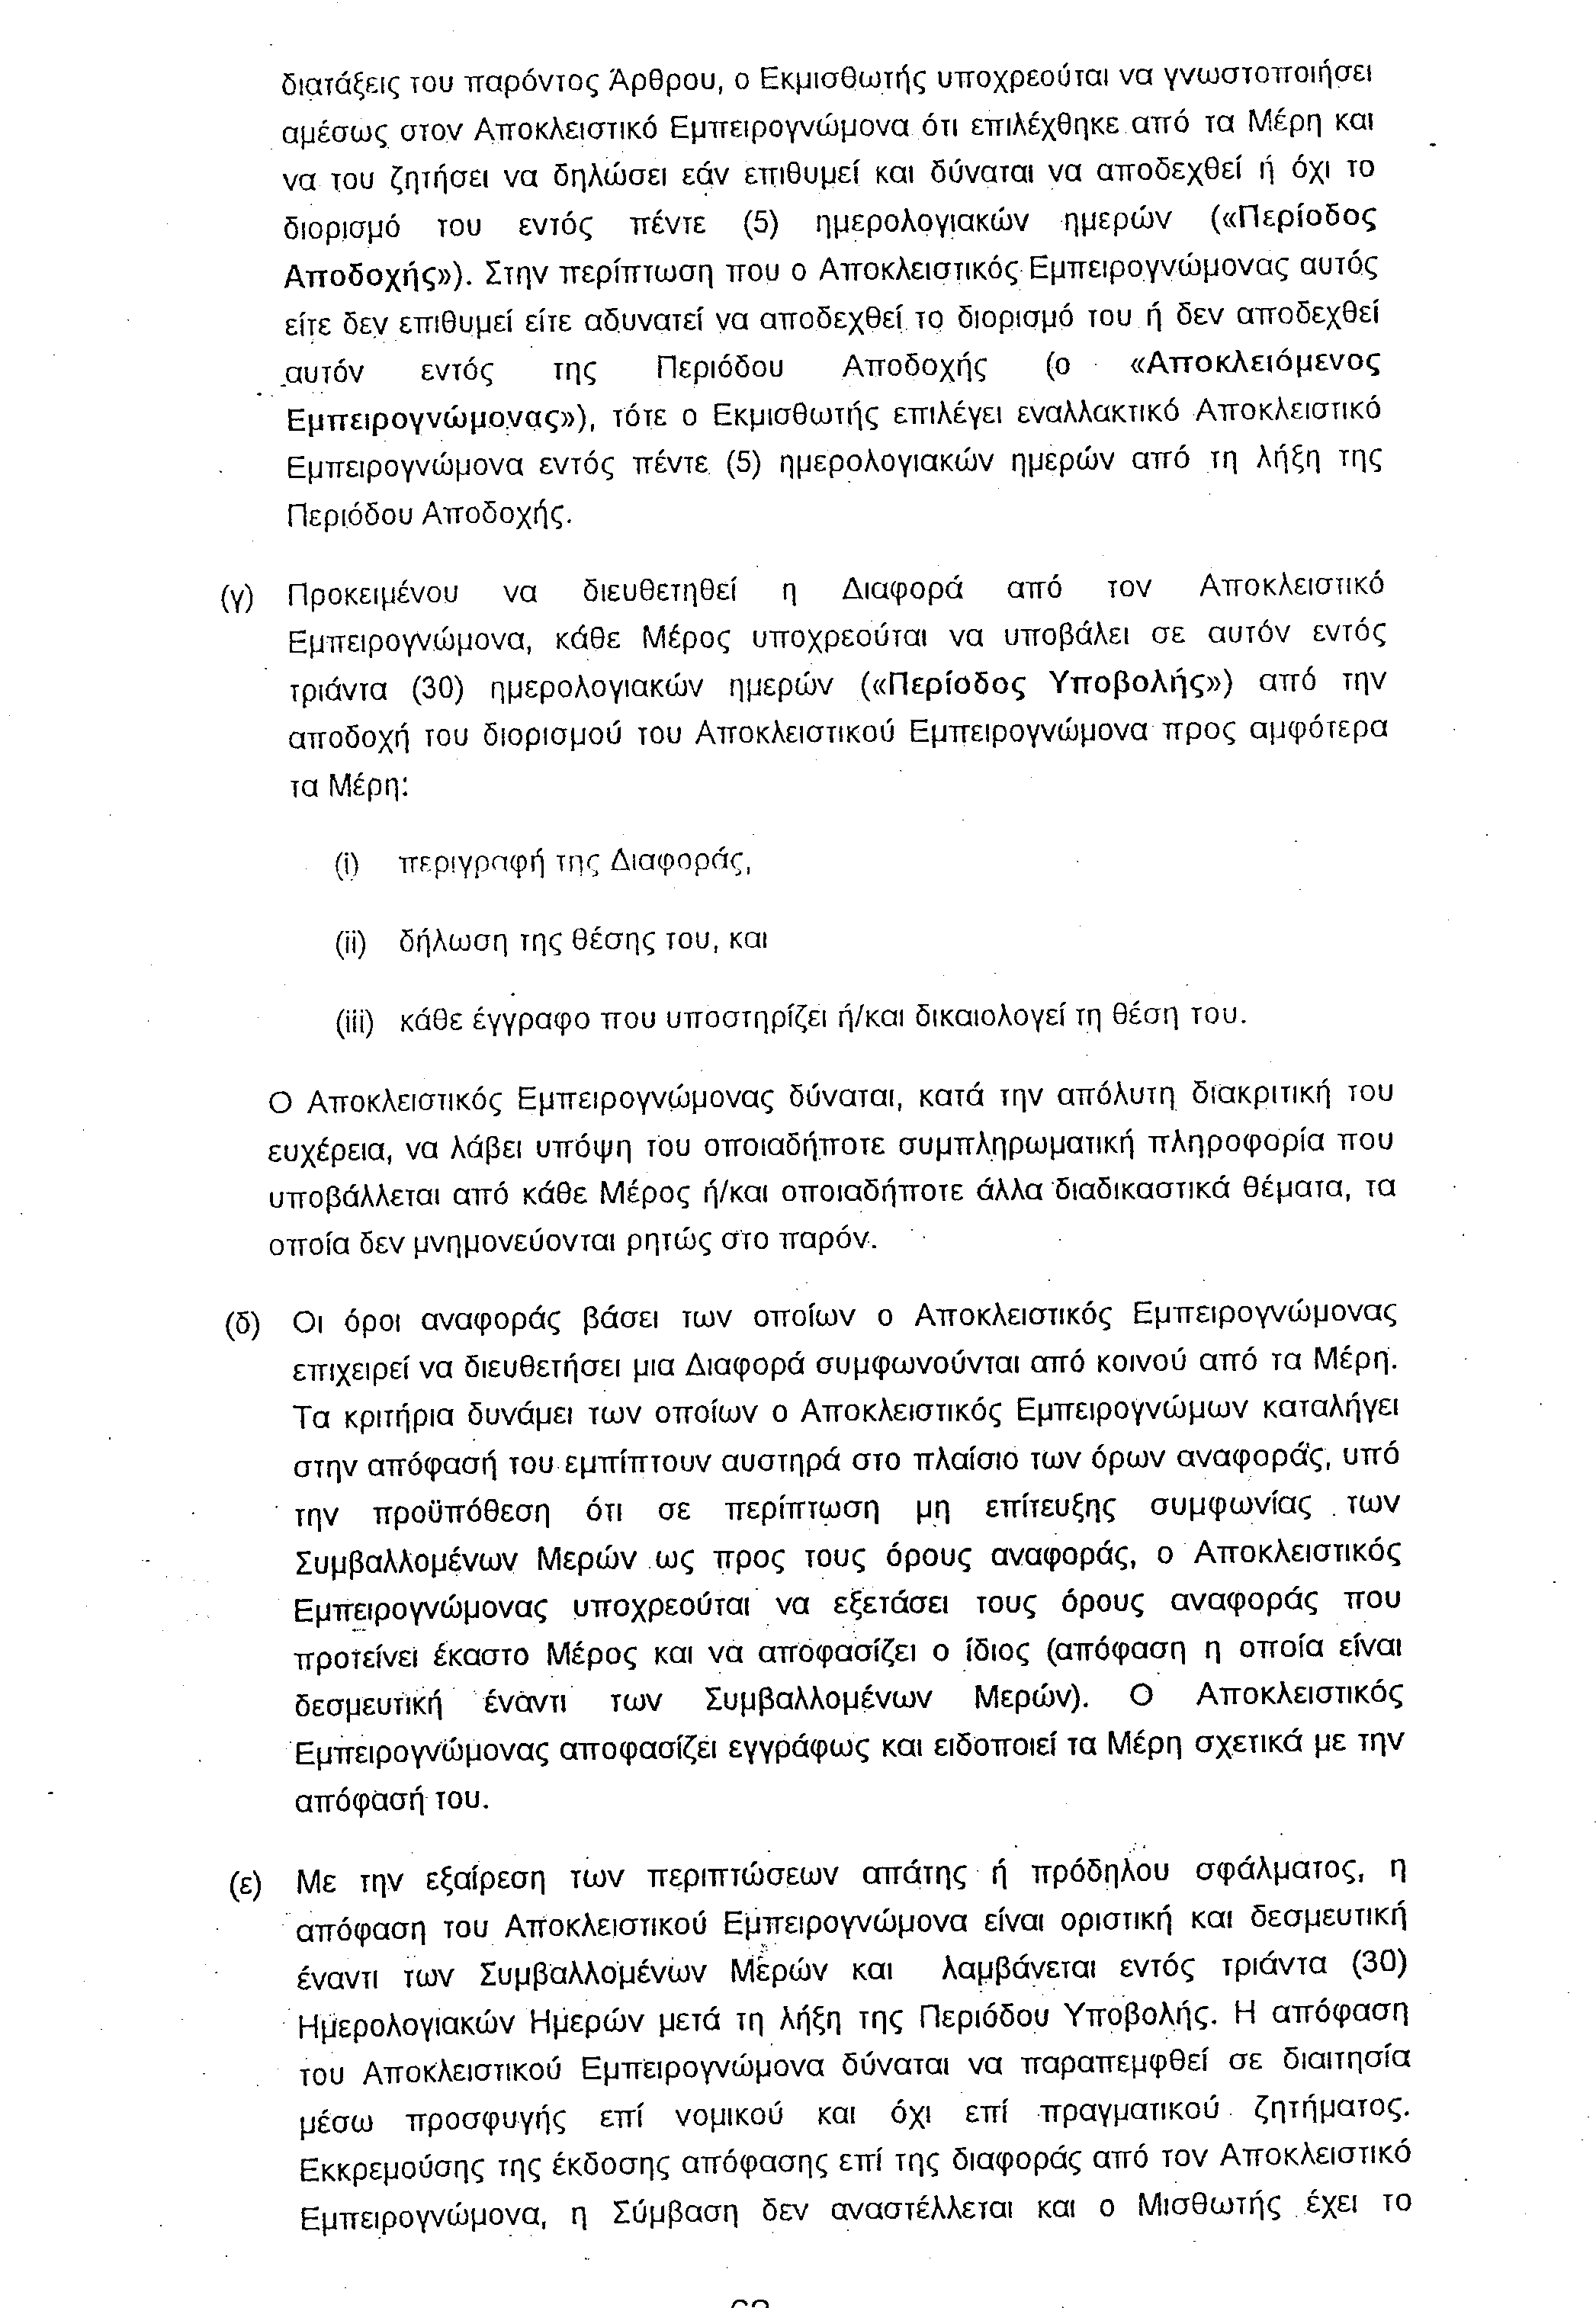 διατάξεις του παρόντος Άρθρου, ο Εκμισθωτής υποχρεούται να γνωστοποιήσει
αμέσως στον Αποκλειστικό Εμπειρογνώμονα ότι επιλέχθηκε από τα Μέρη και
να του ζητήσει να δηλώσει εάν επιθυμεί και δύναται να αποδεχθεί ή όχι το
διορισμό του εντός πέντε (5) ημερολογιακών ημερών («Περίοδος
Αποδοχής»). Στην περίπτωση που ο Αποκλειστικός Εμπειρογνώμονας αυτός
είτε δεν επιθυμεί είτε αδυνατεί να αποδεχθεί το διορισμό του ή δεν αποδεχθεί
αυτόν εντός της Περιόδου Αποδοχής (ο «Αποκλειόμενος
Εμπειρογνώμονας»), τότε ο Εκμισθωτής επιλέγει εναλλακτικό Αποκλειστικό
Εμπειρογνώμονα εντός πέντε (5) ημερολογιακών ημερών από τη λήξη της
Περιόδου Αποδοχής.
(γ) Προκειμένου να διευθετηθεί η Διαφορά από τον Αποκλειστικό
Εμπειρογνώμονα, κάθε Μέρος υποχρεούται να υποβάλει σε αυτόν εντός
τριάντα (30) ημερολογιακών ημερών («Περίοδος Υποβολής») από την
αποδοχή του διορισμού του Αποκλειστικού Εμπειρογνώμονα προς αμφότερα
τα Μέρη:
(i) περιγραφή της Διαφοράς,
(ii) δήλωση της θέσης του, και
(iii) κάθε έγγραφο που υποστηρίζει ή/και δικαιολογεί τη θέση του.
Ο Αποκλειστικός Εμπειρογνώμονας δύναται, κατά την απόλυτη διακριτική του
ευχέρεια, να λάβει υπόψη του οποιαδήποτε συμπληρωματική πληροφορία που
υποβάλλεται από κάθε Μέρος ή/και οποιαδήποτε άλλα διαδικαστικά θέματα, τα
οποία δεν μνημονεύονται ρητώς στο παρόν.
(δ) Οι όροι αναφοράς βάσει των οποίων ο Αποκλειστικός Εμπειρογνώμονας
επιχειρεί να διευθετήσει μια Διαφορά συμφωνούνται από κοινού από τα Μέρη.
Τα κριτήρια δυνάμει των οποίων ο Αποκλειστικός Εμπειρογνώμων καταλήγει
στην απόφασή του εμπίπτουν αυστηρά στο πλαίσιο των όρων αναφοράς, υπό
την προϋπόθεση ότι σε περίπτωση μη επίτευξης συμφωνίας των
Συμβαλλομένων Μερών ως προς τους όρους αναφοράς, ο Αποκλειστικός
Εμπειρογνώμονας υποχρεούται να εξετάσει τους όρους αναφοράς που
προτείνει έκαστο Μέρος και να αποφασίζει ο ίδιος (απόφαση η οποία είναι
δεσμευτική έναντι των Συμβαλλομένων Μερών). Ο Αποκλειστικός
Εμπειρογνώμονας αποφασίζει εγγράφως και ειδοποιεί τα Μέρη σχετικά με την
απόφασή του.
(ε) Με την εξαίρεση των περιπτώσεων απάτης ή πρόδηλου σφάλματος, η
απόφαση του Αποκλειστικού Εμπειρογνώμονα είναι οριστική και δεσμευτική
έναντι των Συμβαλλομένων Μερών και λαμβάνεται εντός τριάντα (30)
Ημερολογιακών Ημερών μετά τη λήξη της Περιόδου Υποβολής. Η απόφαση
του Αποκλειστικού Εμπειρογνώμονα δύναται να παραπεμφθεί σε διαιτησία
μέσω προσφυγής επί νομικού και όχι επί πραγματικού ζητήματος.
Εκκρεμούσης της έκδοσης απόφασης επί της διαφοράς από τον Αποκλειστικό
Εμπειρογνώμονα, η Σύμβαση δεν αναστέλλεται και ο Μισθωτής έχει το